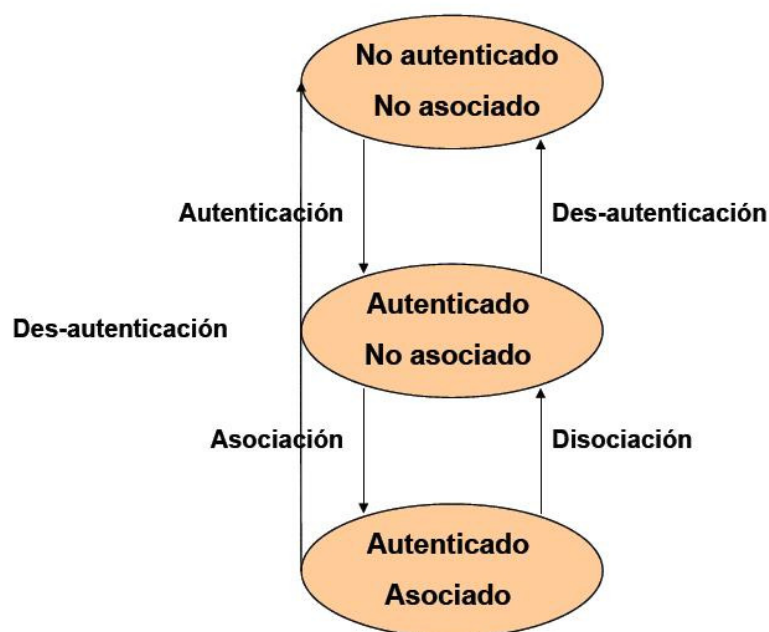 No autenticado
No asociado
Autenticación
Des-autenticación
Autenticado
No asociado
Des-autenticación
Asociación
Disociación
Autenticado
Asociado